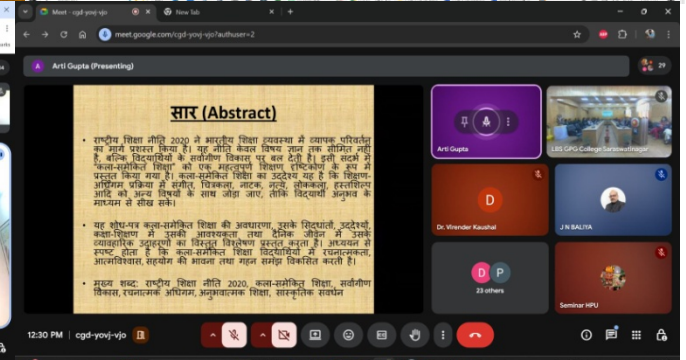 Meet - cgd-yovj-vjo
New Tab
meet.google.com/cgd-yovj-vjo?authuser=2
A Arti Gupta (Presenting)
29
सार (Abstract)
• राष्ट्रीय शिक्षा नीति 2020 ने भारतीय शिक्षा व्यवस्था में व्यापक परिवर्तन
का मार्ग प्रशस्त किया है। यह नीति केवल विषय ज्ञान तक सीमित नहीं
है, बल्कि विद्यार्थियों के सर्वांगीण विकास पर बल देती है। इसी संदर्भ में
"कला-समेकित शिक्षा" को एक महत्वपूर्ण शिक्षण दृष्टिकोण के रूप में
प्रस्तुत किया गया है। कला-समेकित शिक्षा का उद्देश्य यह है कि शिक्षण-
अधिगम प्रक्रिया में संगीत, चित्रकला, नाटक, नृत्य, लोककला, हस्तशिल्प
आदि को अन्य विषयों के साथ जोड़ा जाए, ताकि विद्यार्थी अनुभव के
माध्यम से सीख सकें।
• यह शोध-पत्र कला-समेकित शिक्षा की अवधारणा, उसके सिद्धांतों, उद्देश्यों,
कक्षा-शिक्षण में उसकी आवश्यकता तथा दैनिक जीवन में उसके
व्यावहारिक उदाहरणों का विस्तृत विश्लेषण प्रस्तुत करता है। अध्ययन से
स्पष्ट होता है कि कला-समेकित शिक्षा विद्यार्थियों में रचनात्मकता,
आत्मविश्वास, सहयोग की भावना तथा गहन समझ विकसित करती है।
• मुख्य शब्द: राष्ट्रीय शिक्षा नीति 2020, कला-समेकित शिक्षा, सर्वांगीण
विकास, रचनात्मक अधिगम, अनुभवात्मक शिक्षा, सांस्कृतिक संवर्धन
Arti Gupta
LBS GPG College Saraswatinagar
D
Dr. Virender Kaushal
J N BALIYA
D P
23 others
Seminar HPU
12:30 PM | cgd-yovj-vjo